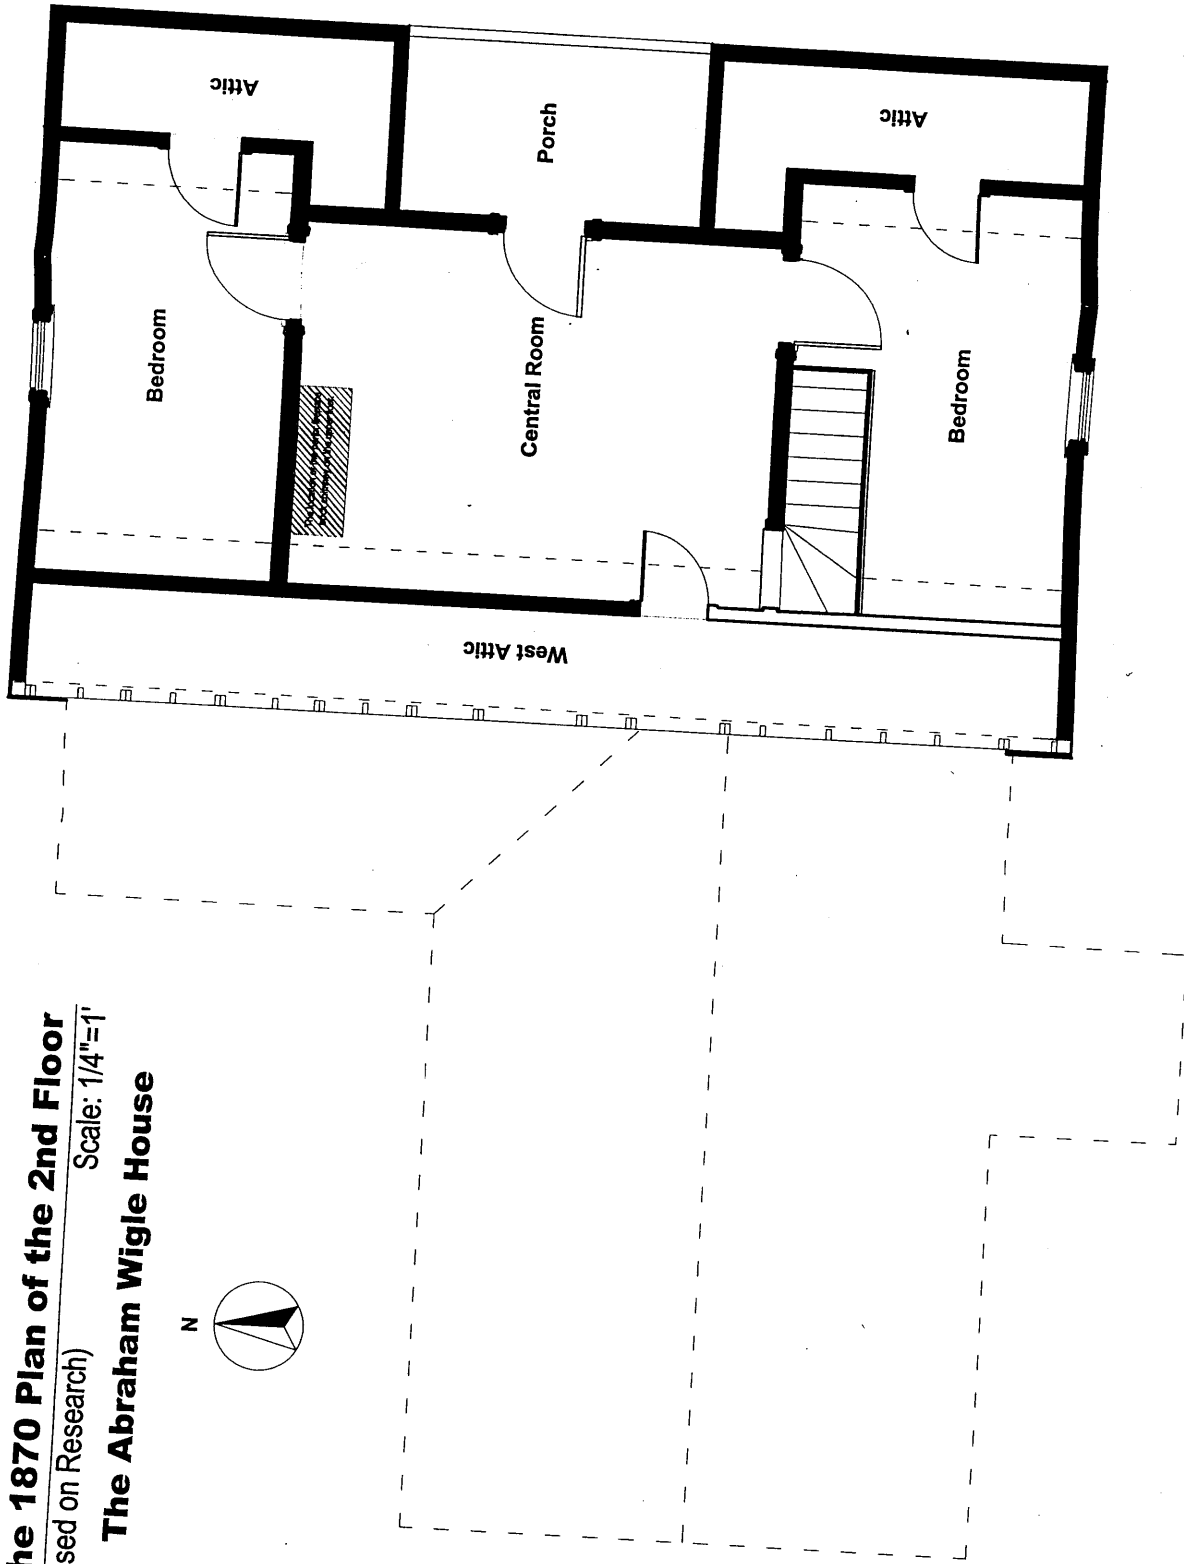 he 1870 Plan of the 2nd Floor
sed on Research)
Scale: 1/4"=1'
The Abraham Wigle House
N
Attic
Bedroom
Porch
Central Room
Attic
Bedroom
West Attic